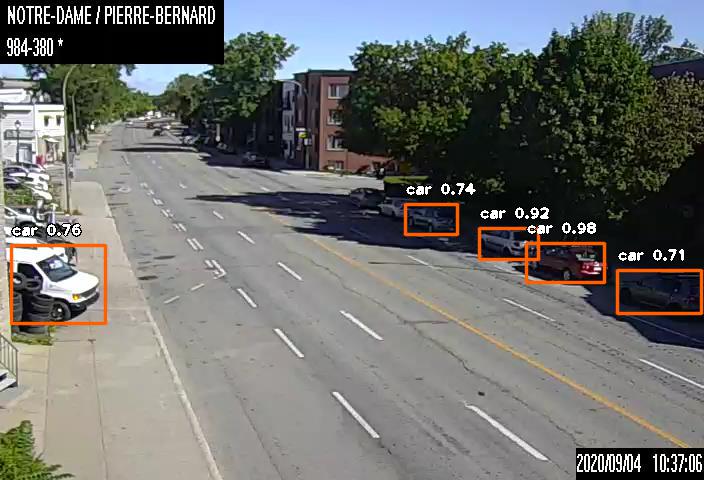 NOTRE-DAME / PIERRE-BERNARD
984-380 *
car 0.74
car 0.92
car 0.98
car 0.76
car 0.71
2020/09/04 10:37:06